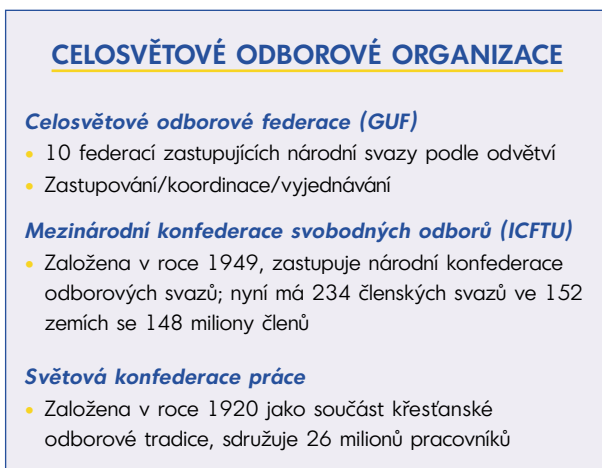 CELOSVĚTOVÉ ODBOROVÉ ORGANIZACE
Celosvětové odborové federace (GUF)
• 10 federací zastupujících národní svazy podle odvětví
• Zastupování/koordinace/vyjednávání
Mezinárodní konfederace svobodných odborů (ICFTU)
• Založena v roce 1949, zastupuje národní konfederace
odborových svazů; nyní má 234 členských svazů ve 152
zemích se 148 miliony členů
Světová konfederace práce
• Založena v roce 1920 jako součást křesťanské
odborové tradice, sdružuje 26 milionů pracovníků